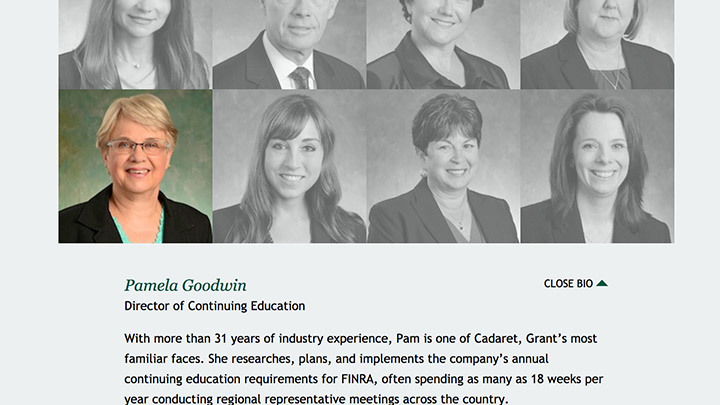 Pamela Goodwin
CLOSE BIO
Director of Continuing Education
With more than 31 years of industry experience, Pam is one of Cadaret, Grant’s most
familiar faces. She researches, plans, and implements the company’s annual
continuing education requirements for FINRA, often spending as many as 18 weeks per
year conducting regional representative meetings across the country.